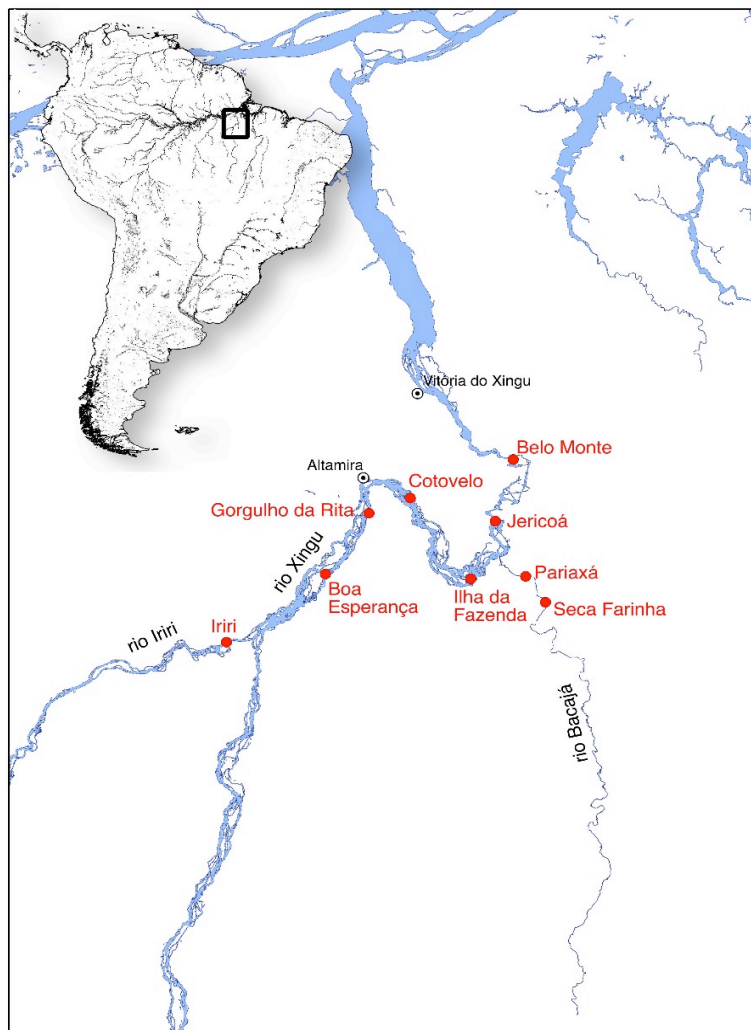 Vitória do Xingu
Belo Monte
Altamira
Cotovelo
Gorgulho da Rita
Jericoá
rio Xingu
Pariaxá
Boa
Esperança
Ilha da
Fazenda
Seca Farinha
Iriri
rio Iriri
rio Bacajá